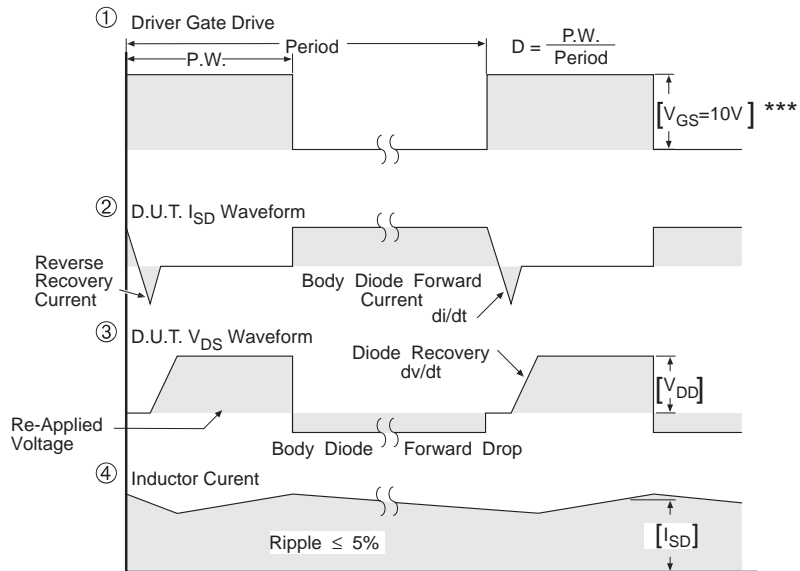 ① Driver Gate Drive
Period
P.W.
D = P.W.
Period
[VGS=10V] ***
② D.U.T. ISD Waveform
Reverse
Recovery
Current
Body Diode Forward
Current
di/dt
③ D.U.T. VDS Waveform
Diode Recovery
dv/dt
[VDD]
Re-Applied
Voltage
Body Diode Forward Drop
④ Inductor Curent
Ripple ≤ 5%
[ISD]